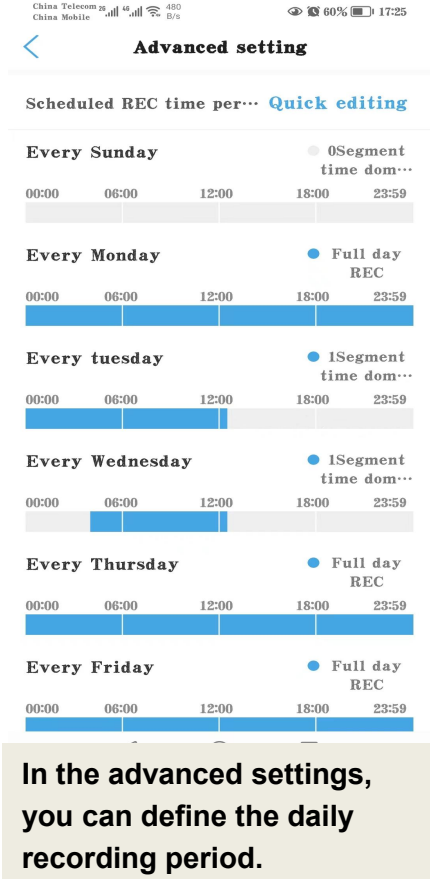 China Telecom 26 46 480
China Mobile B/s 60% 17:25
Advanced setting
Scheduled REC time per··· Quick editing
Every Sunday 0Segment
time dom···
00:00 06:00 12:00 18:00 23:59
Every Monday Full day
REC
00:00 06:00 12:00 18:00 23:59
Every tuesday 1Segment
time dom···
00:00 06:00 12:00 18:00 23:59
Every Wednesday 1Segment
time dom···
00:00 06:00 12:00 18:00 23:59
Every Thursday Full day
REC
00:00 06:00 12:00 18:00 23:59
Every Friday Full day
REC
00:00 06:00 12:00 18:00 23:59
In the advanced settings,
you can define the daily
recording period.